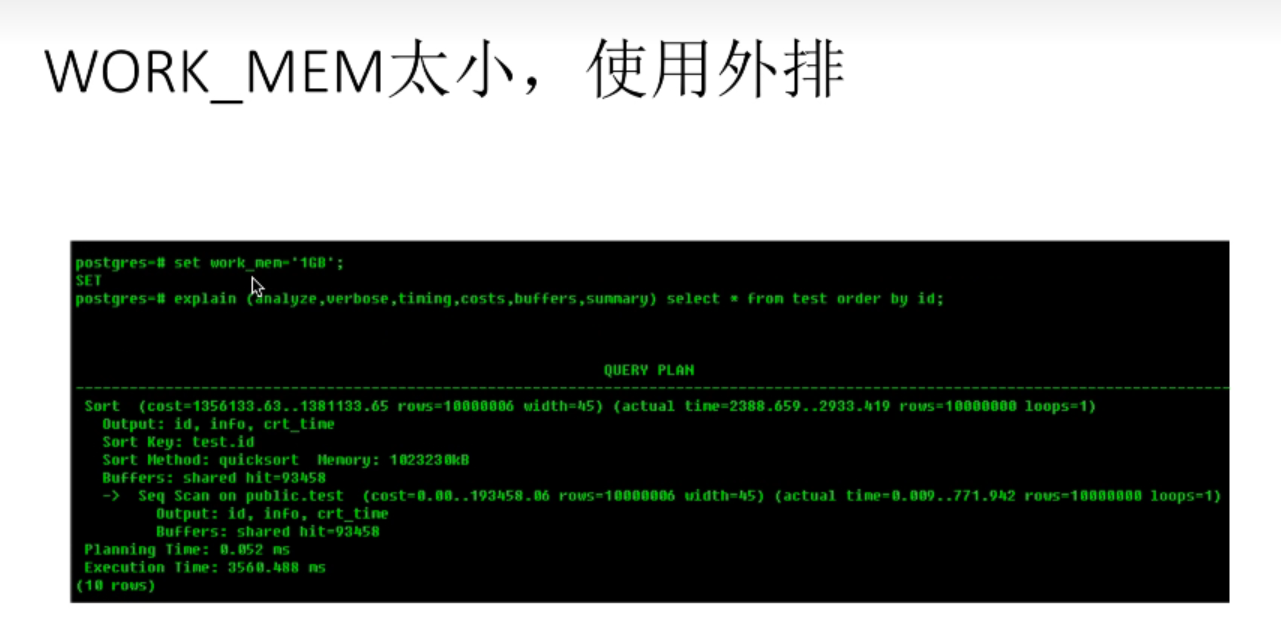 WORK_MEM太小，使用外排
postgres=# set work_mem='1GB';
SET
postgres=# explain (analyze,verbose,timing,costs,buffers,summary) select * from test order by id;
QUERY PLAN
--------------------------------------------------------------------------------------------------------------------------------
Sort  (cost=1356133.63..1381133.65 rows=10000006 width=45) (actual time=2388.659..2933.419 rows=10000000 loops=1)
Output: id, info, crt_time
Sort Key: test.id
Sort Method: quicksort  Memory: 1023230kB
Buffers: shared hit=93458
->  Seq Scan on public.test  (cost=0.00..193458.06 rows=10000006 width=45) (actual time=0.009..771.942 rows=10000000 loops=1)
Output: id, info, crt_time
Buffers: shared hit=93458
Planning Time: 0.052 ms
Execution Time: 3560.488 ms
(10 rows)